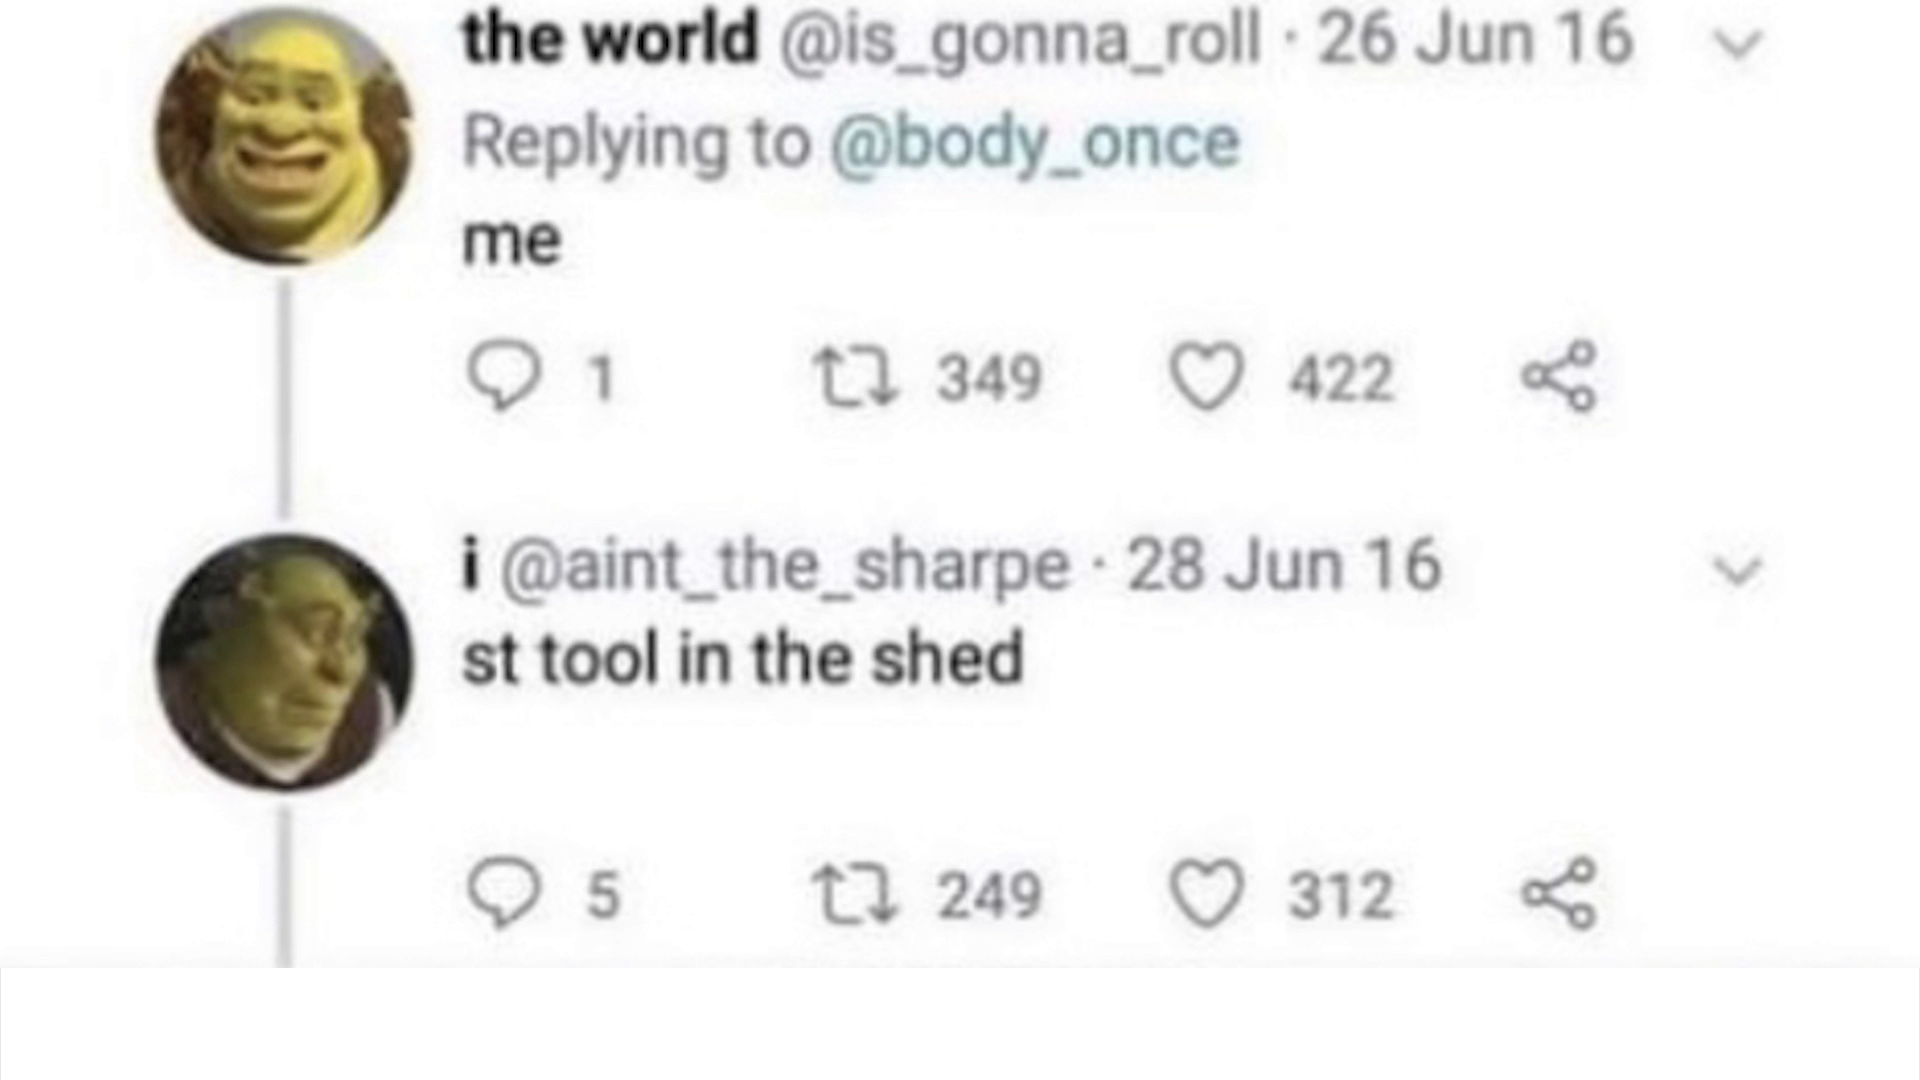 the world @is_gonna_roll · 26 Jun 16
Replying to @body_once
me
1 349 422
i @aint_the_sharpe · 28 Jun 16
st tool in the shed
5 249 312